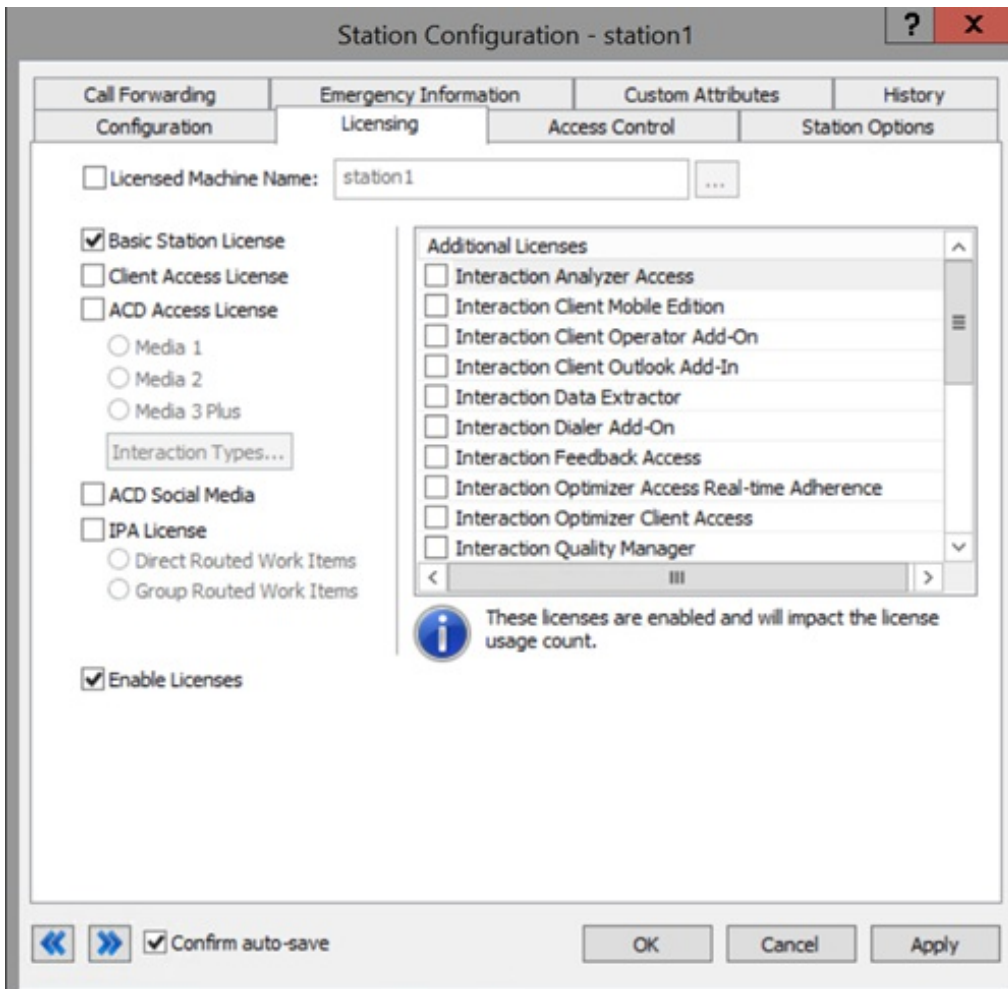 Station Configuration - station1
?
X
Call Forwarding
Emergency Information
Custom Attributes
History
Configuration
Licensing
Access Control
Station Options
Licensed Machine Name:
station1
...
Basic Station License
Client Access License
ACD Access License
Media 1
Media 2
Media 3 Plus
Interaction Types...
ACD Social Media
IPA License
Direct Routed Work Items
Group Routed Work Items
Additional Licenses
Interaction Analyzer Access
Interaction Client Mobile Edition
Interaction Client Operator Add-On
Interaction Client Outlook Add-In
Interaction Data Extractor
Interaction Dialer Add-On
Interaction Feedback Access
Interaction Optimizer Access Real-time Adherence
Interaction Optimizer Client Access
Interaction Quality Manager
These licenses are enabled and will impact the license
usage count.
Enable Licenses
Confirm auto-save
OK
Cancel
Apply